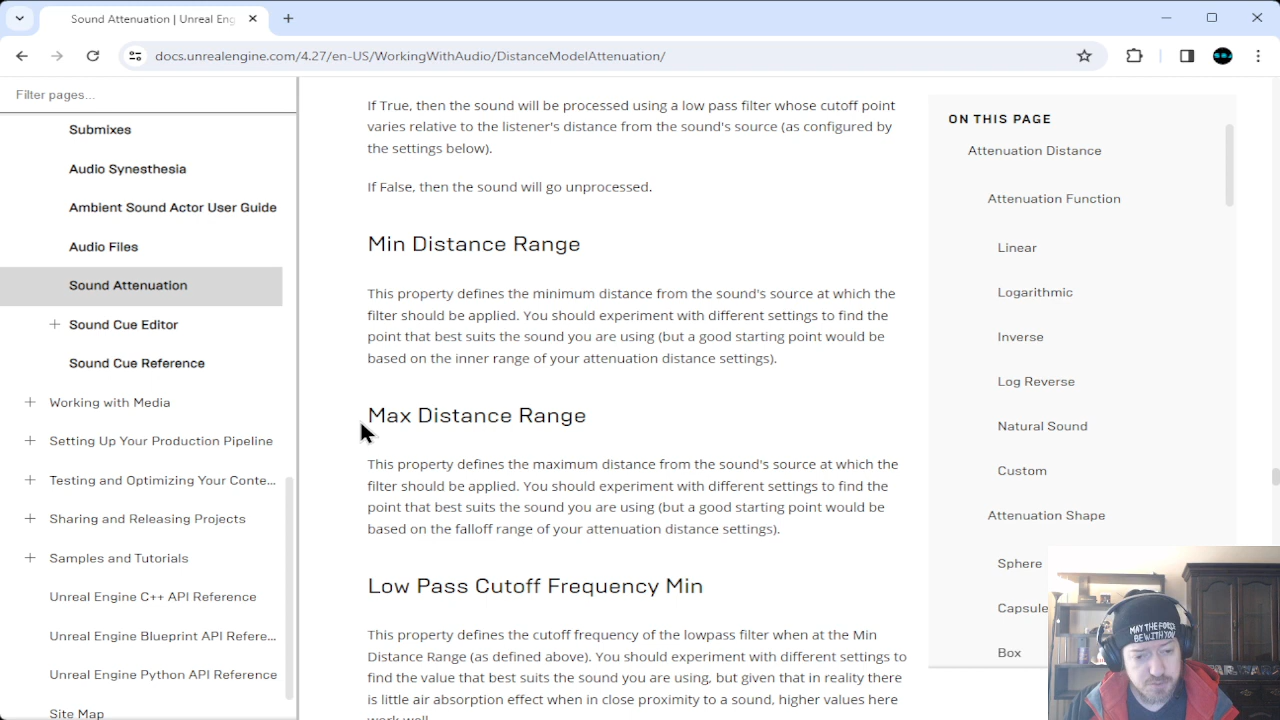 Sound Attenuation | Unreal Eng
docs.unrealengine.com/4.27/en-US/WorkingWithAudio/DistanceModelAttenuation/
Filter pages...
Submixes
Audio Synesthesia
Ambient Sound Actor User Guide
Audio Files
Sound Attenuation
Sound Cue Editor
Sound Cue Reference
Working with Media
Setting Up Your Production Pipeline
Testing and Optimizing Your Conte...
Sharing and Releasing Projects
Samples and Tutorials
Unreal Engine C++ API Reference
Unreal Engine Blueprint API Refere...
Unreal Engine Python API Reference
Site Map
If True, then the sound will be processed using a low pass filter whose cutoff point
varies relative to the listener's distance from the sound's source (as configured by
the settings below).
If False, then the sound will go unprocessed.
Min Distance Range
This property defines the minimum distance from the sound's source at which the
filter should be applied. You should experiment with different settings to find the
point that best suits the sound you are using (but a good starting point would be
based on the inner range of your attenuation distance settings).
Max Distance Range
This property defines the maximum distance from the sound's source at which the
filter should be applied. You should experiment with different settings to find the
point that best suits the sound you are using (but a good starting point would be
based on the falloff range of your attenuation distance settings).
Low Pass Cutoff Frequency Min
This property defines the cutoff frequency of the lowpass filter when at the Min
Distance Range (as defined above). You should experiment with different settings to
find the value that best suits the sound you are using, but given that in reality there
is little air absorption effect when in close proximity to a sound, higher values here
work well.
ON THIS PAGE
Attenuation Distance
Attenuation Function
Linear
Logarithmic
Inverse
Log Reverse
Natural Sound
Custom
Attenuation Shape
Sphere
Capsule
Box
MAY THE FORCE
BE WITH YOU